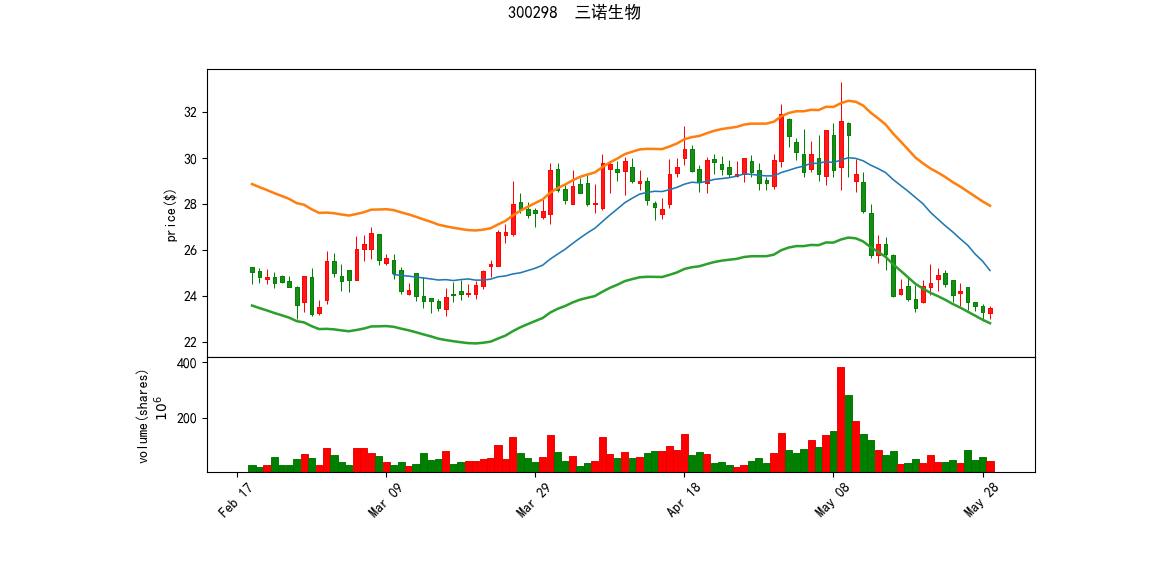 300298  三诺生物
price($)
32
30
28
26
24
22
volume(shares)
10^6
400
200
Feb 17
Mar 09
Mar 29
Apr 18
May 08
May 28